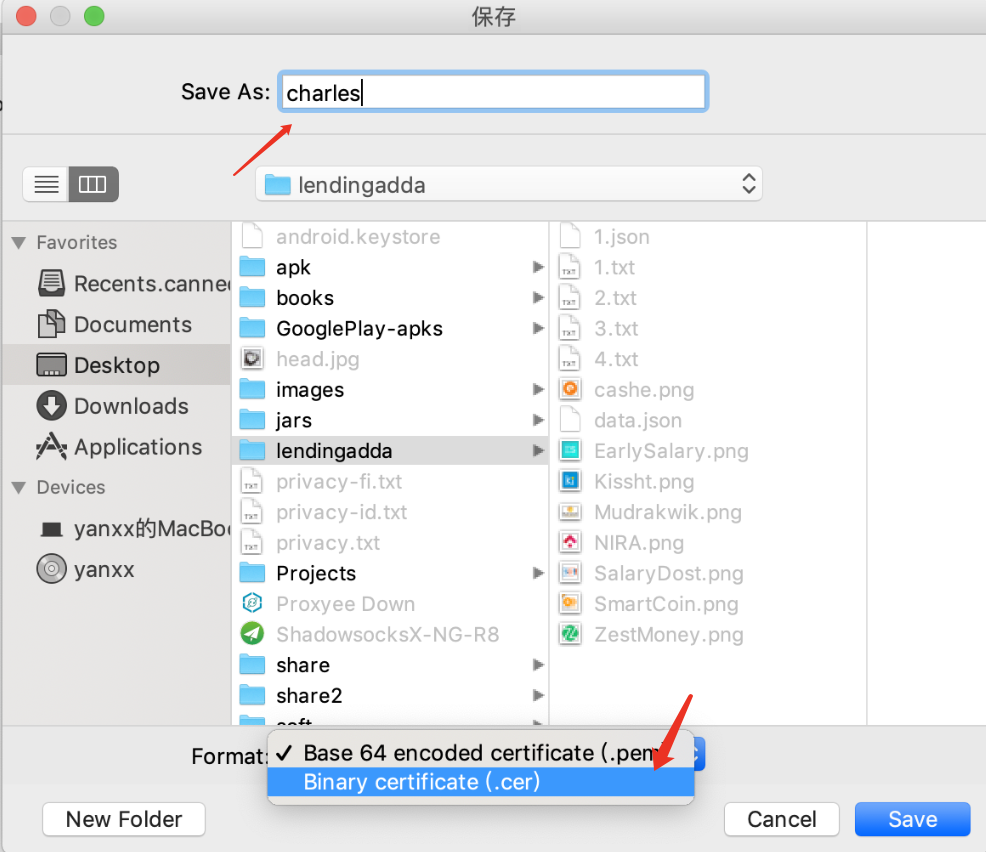 保存
Save As: charles
lendingadda
Favorites
Recents.canne
Documents
Desktop
Downloads
Applications
Devices
yanxx的MacBo
yanxx
android.keystore
apk
books
GooglePlay-apks
head.jpg
images
jars
lendingadda
privacy-fi.txt
privacy-id.txt
privacy.txt
Projects
Proxyee Down
ShadowsocksX-NG-R8
share
share2
1.json
1.txt
2.txt
3.txt
4.txt
cashe.png
data.json
EarlySalary.png
Kissht.png
Mudrakwik.png
NIRA.png
SalaryDost.png
SmartCoin.png
ZestMoney.png
Format: ✓ Base 64 encoded certificate (.pem
Binary certificate (.cer)
New Folder Cancel Save